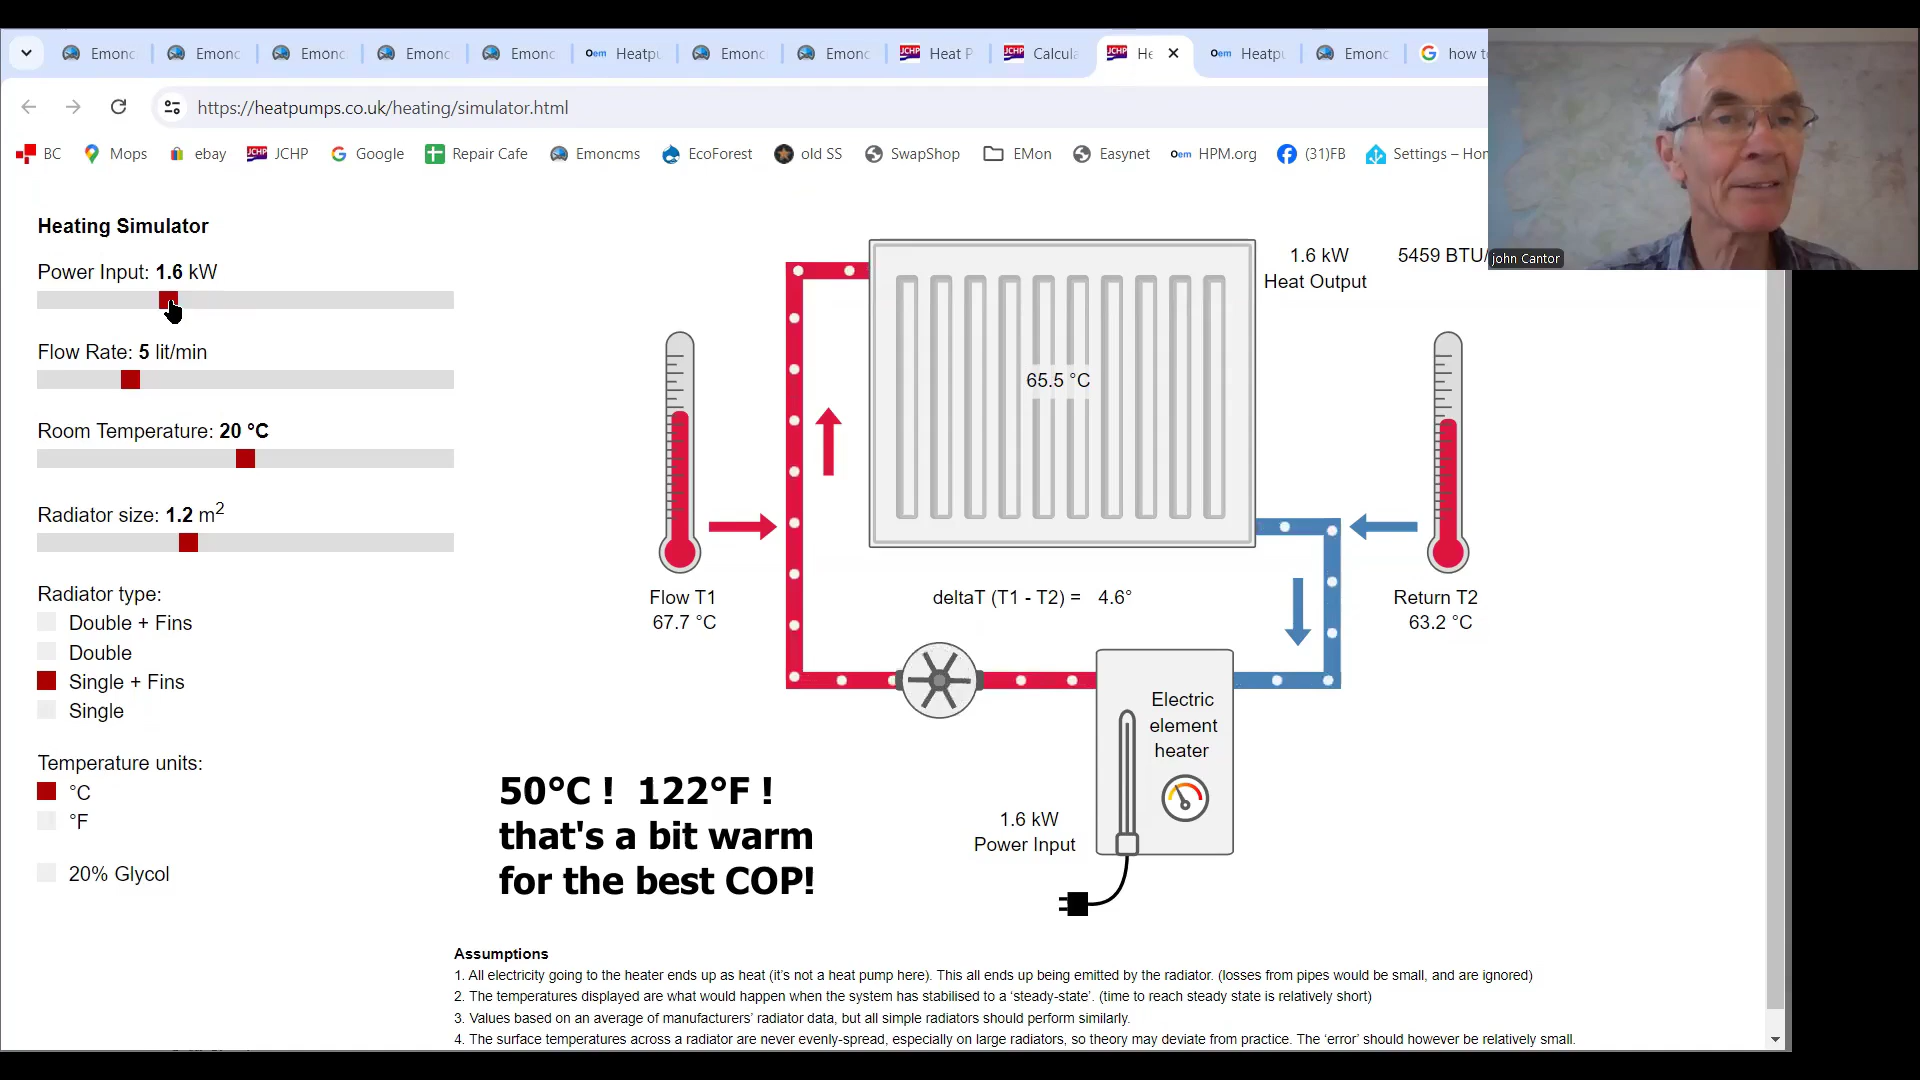 Emonc
Emonc
Emonc
Emonc
Emonc
Oem Heatpu
Emonc
Emonc
JCHP Heat P
JCHP Calcula
JCHP He
Oem Heatpu
Emonc
how to
https://heatpumps.co.uk/heating/simulator.html
BC
Mops
ebay
JCHP JCHP
Google
Repair Cafe
Emoncms
EcoForest
old SS
SwapShop
EMon
Easynet
Oem HPM.org
(31)FB
Settings – Hom
john Cantor
Heating Simulator
Power Input: 1.6 kW
Flow Rate: 5 lit/min
Room Temperature: 20 °C
Radiator size: 1.2 m2
Radiator type:
Double + Fins
Double
Single + Fins
Single
Temperature units:
°C
°F
20% Glycol
1.6 kW
Heat Output
5459 BTU/
65.5 °C
Flow T1
67.7 °C
deltaT (T1 - T2) = 4.6°
Return T2
63.2 °C
Electric
element
heater
1.6 kW
Power Input
50°C ! 122°F !
that's a bit warm
for the best COP!
Assumptions
1. All electricity going to the heater ends up as heat (it's not a heat pump here). This all ends up being emitted by the radiator. (losses from pipes would be small, and are ignored)
2. The temperatures displayed are what would happen when the system has stabilised to a 'steady-state'. (time to reach steady state is relatively short)
3. Values based on an average of manufacturers' radiator data, but all simple radiators should perform similarly.
4. The surface temperatures across a radiator are never evenly-spread, especially on large radiators, so theory may deviate from practice. The 'error' should however be relatively small.